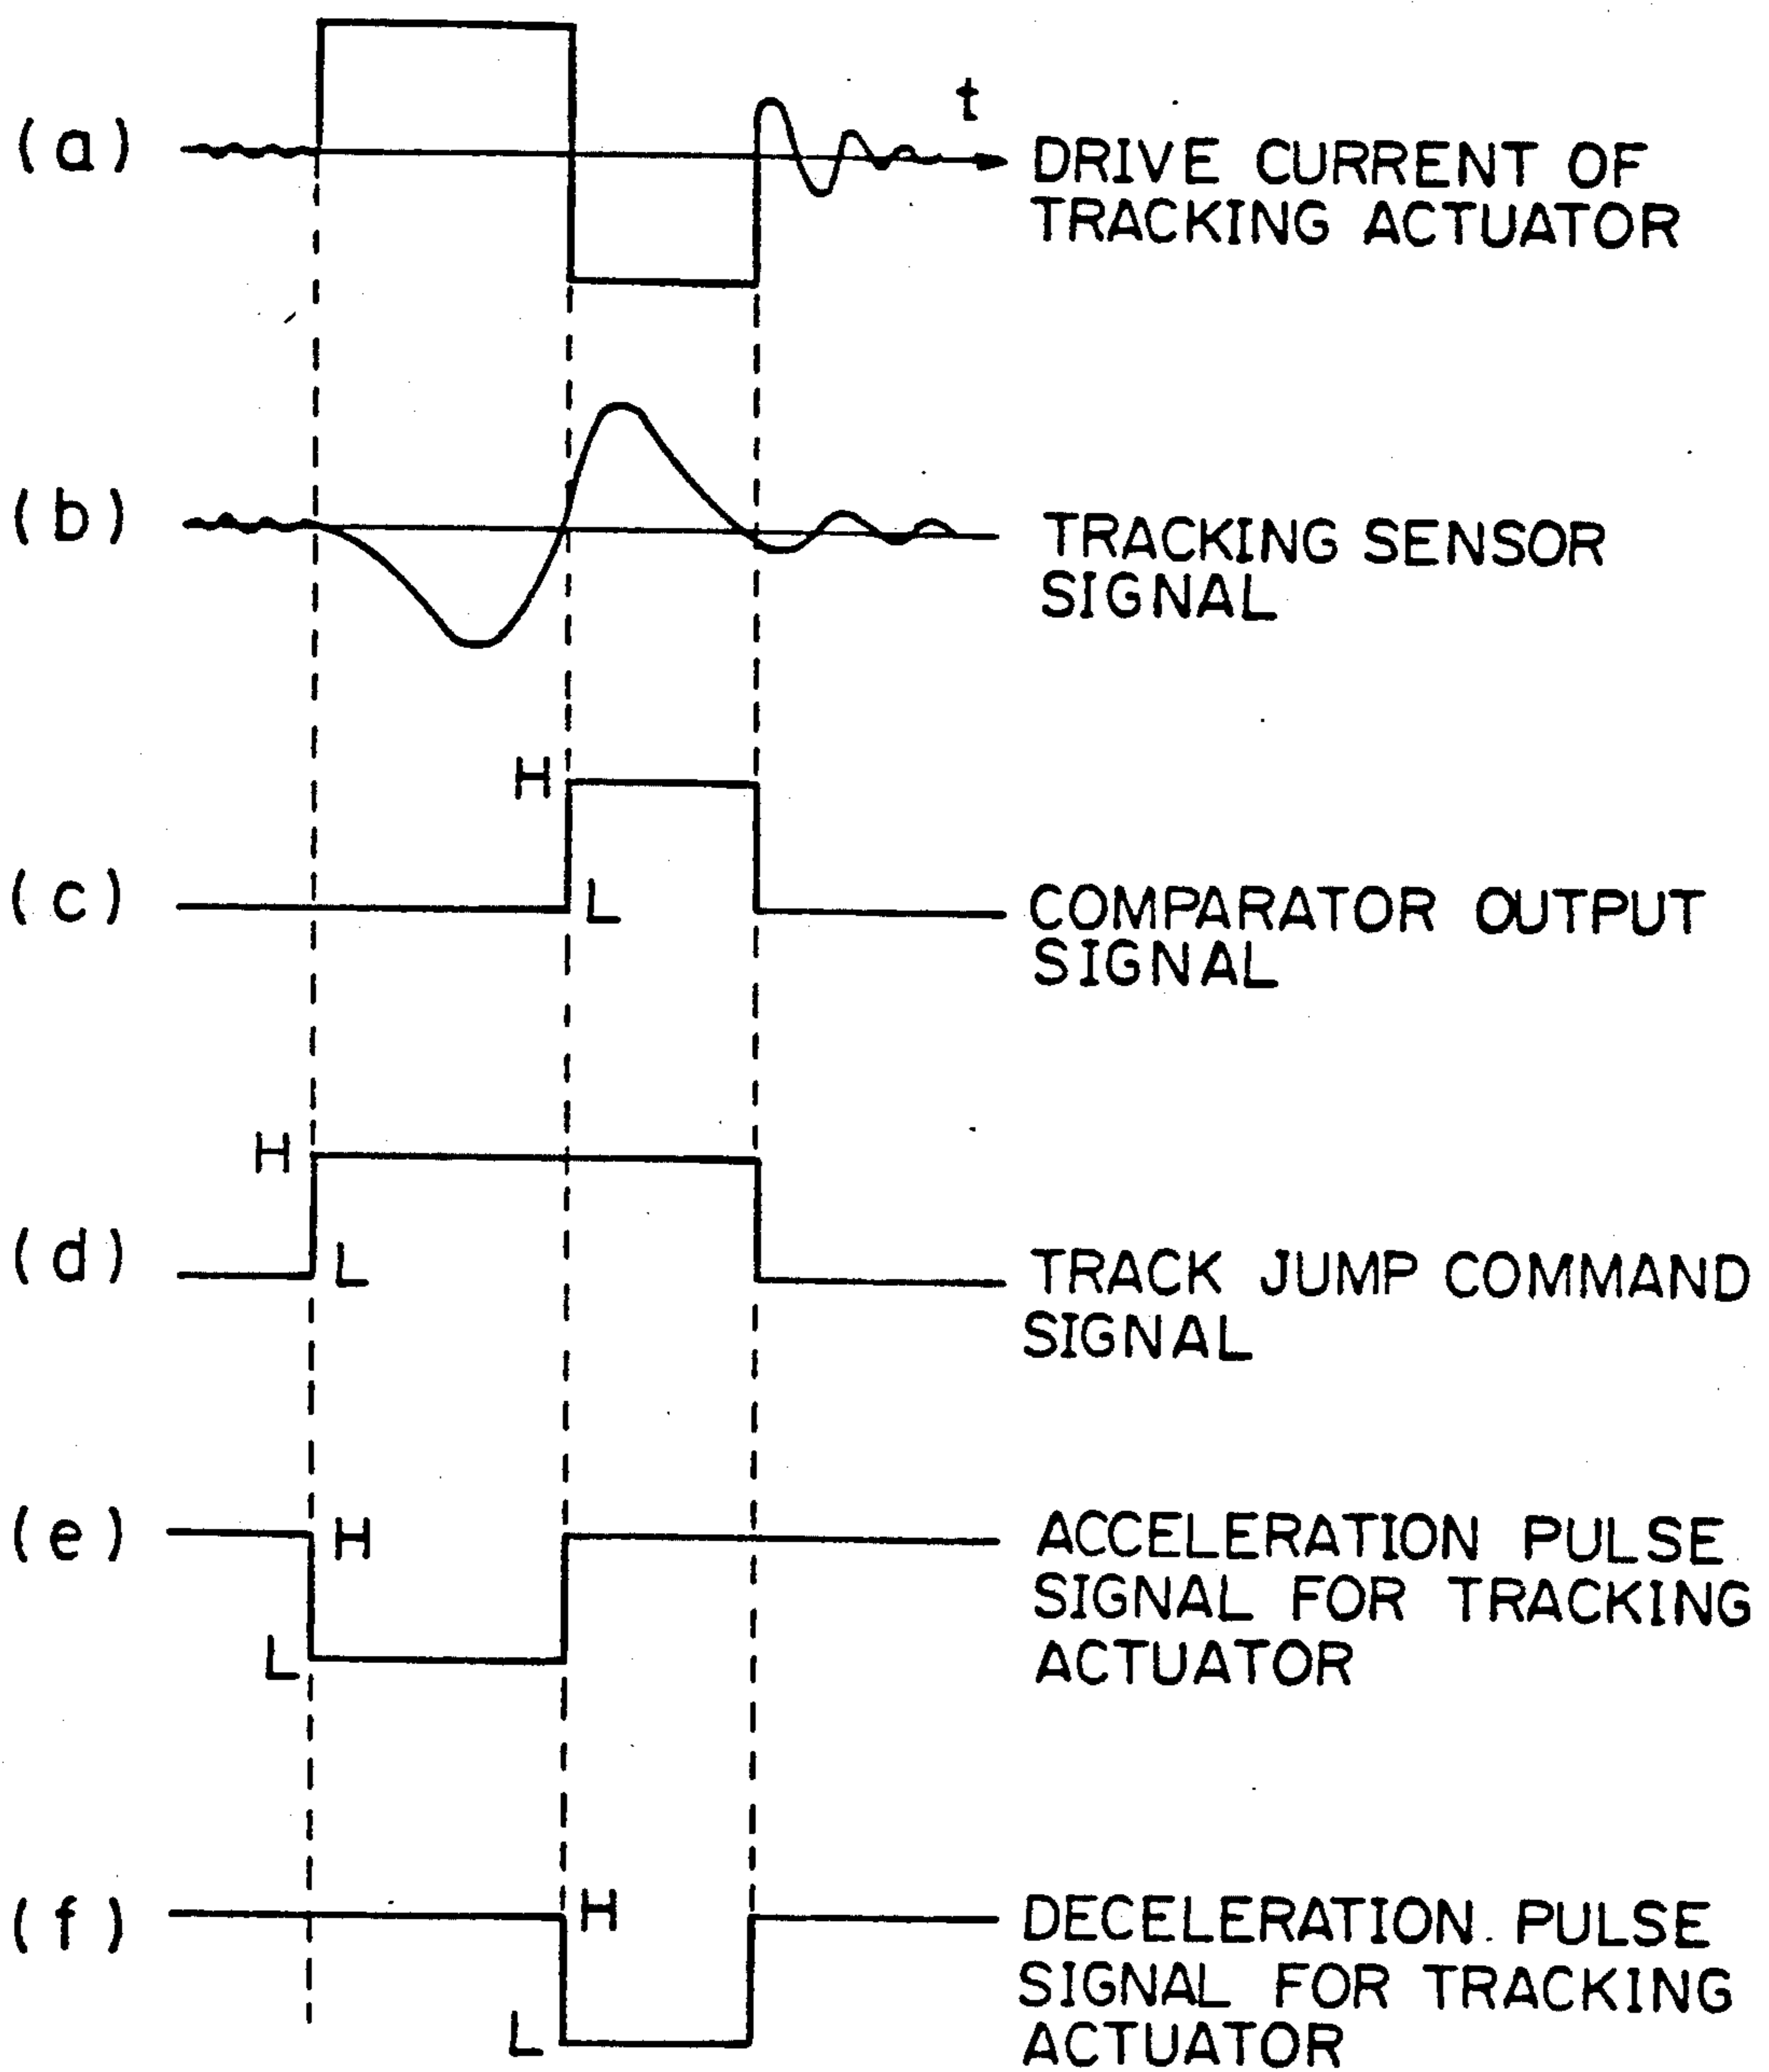 (a)
t
DRIVE CURRENT OF
TRACKING ACTUATOR
(b)
TRACKING SENSOR
SIGNAL
H
(c)
L
COMPARATOR OUTPUT
SIGNAL
H
(d)
L
TRACK JUMP COMMAND
SIGNAL
(e)
H
L
ACCELERATION PULSE
SIGNAL FOR TRACKING
ACTUATOR
(f)
H
L
DECELERATION PULSE
SIGNAL FOR TRACKING
ACTUATOR